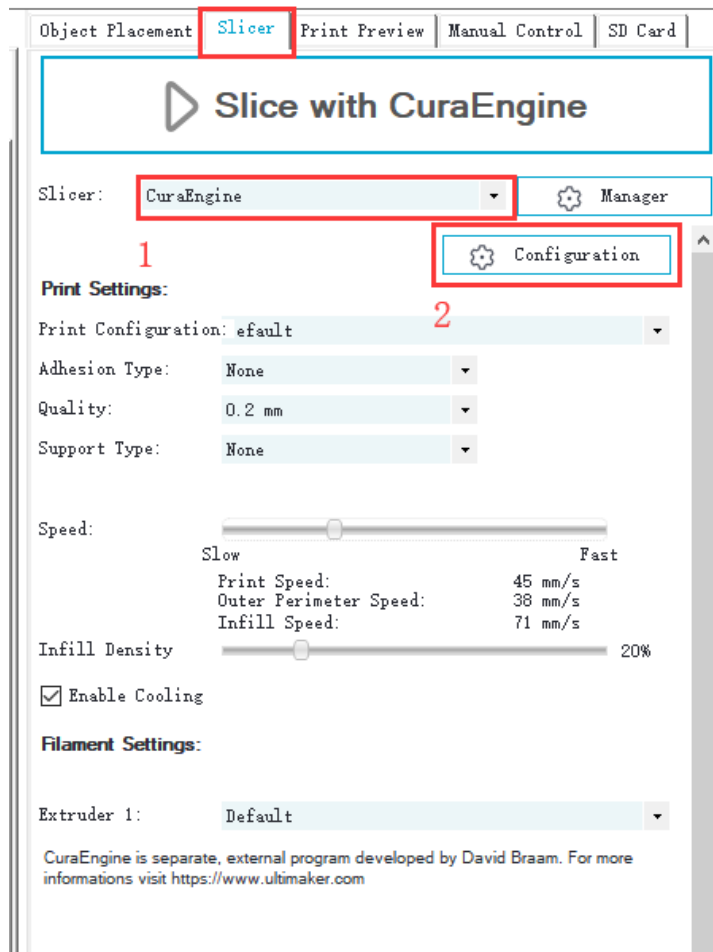 Object Placement Slicer Print Preview Manual Control SD Card
Slice with CuraEngine
Slicer: CuraEngine Manager
1 Configuration
Print Settings:
2
Print Configuration: efault
Adhesion Type: None
Quality: 0.2 mm
Support Type: None
Speed:
Slow Fast
Print Speed: 45 mm/s
Outer Perimeter Speed: 38 mm/s
Infill Speed: 71 mm/s
Infill Density 20%
Enable Cooling
Filament Settings:
Extruder 1: Default
CuraEngine is separate, external program developed by David Braam. For more
informations visit https://www.ultimaker.com